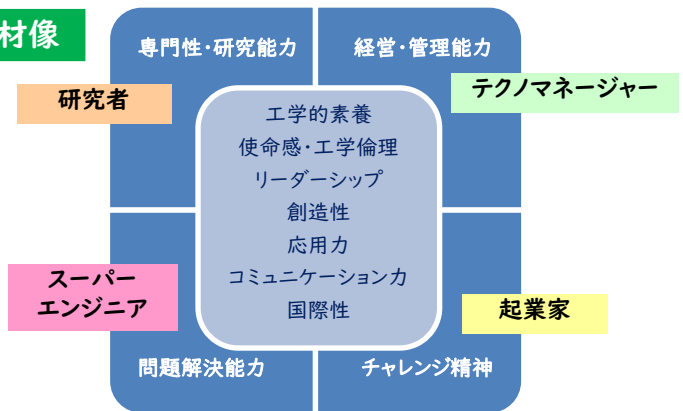 材像
専門性・研究能力
経営・管理能力
研究者
テクノマネージャー
工学的素養
使命感・工学倫理
リーダーシップ
創造性
応用力
コミュニケーション力
国際性
スーパー
エンジニア
起業家
問題解決能力
チャレンジ精神